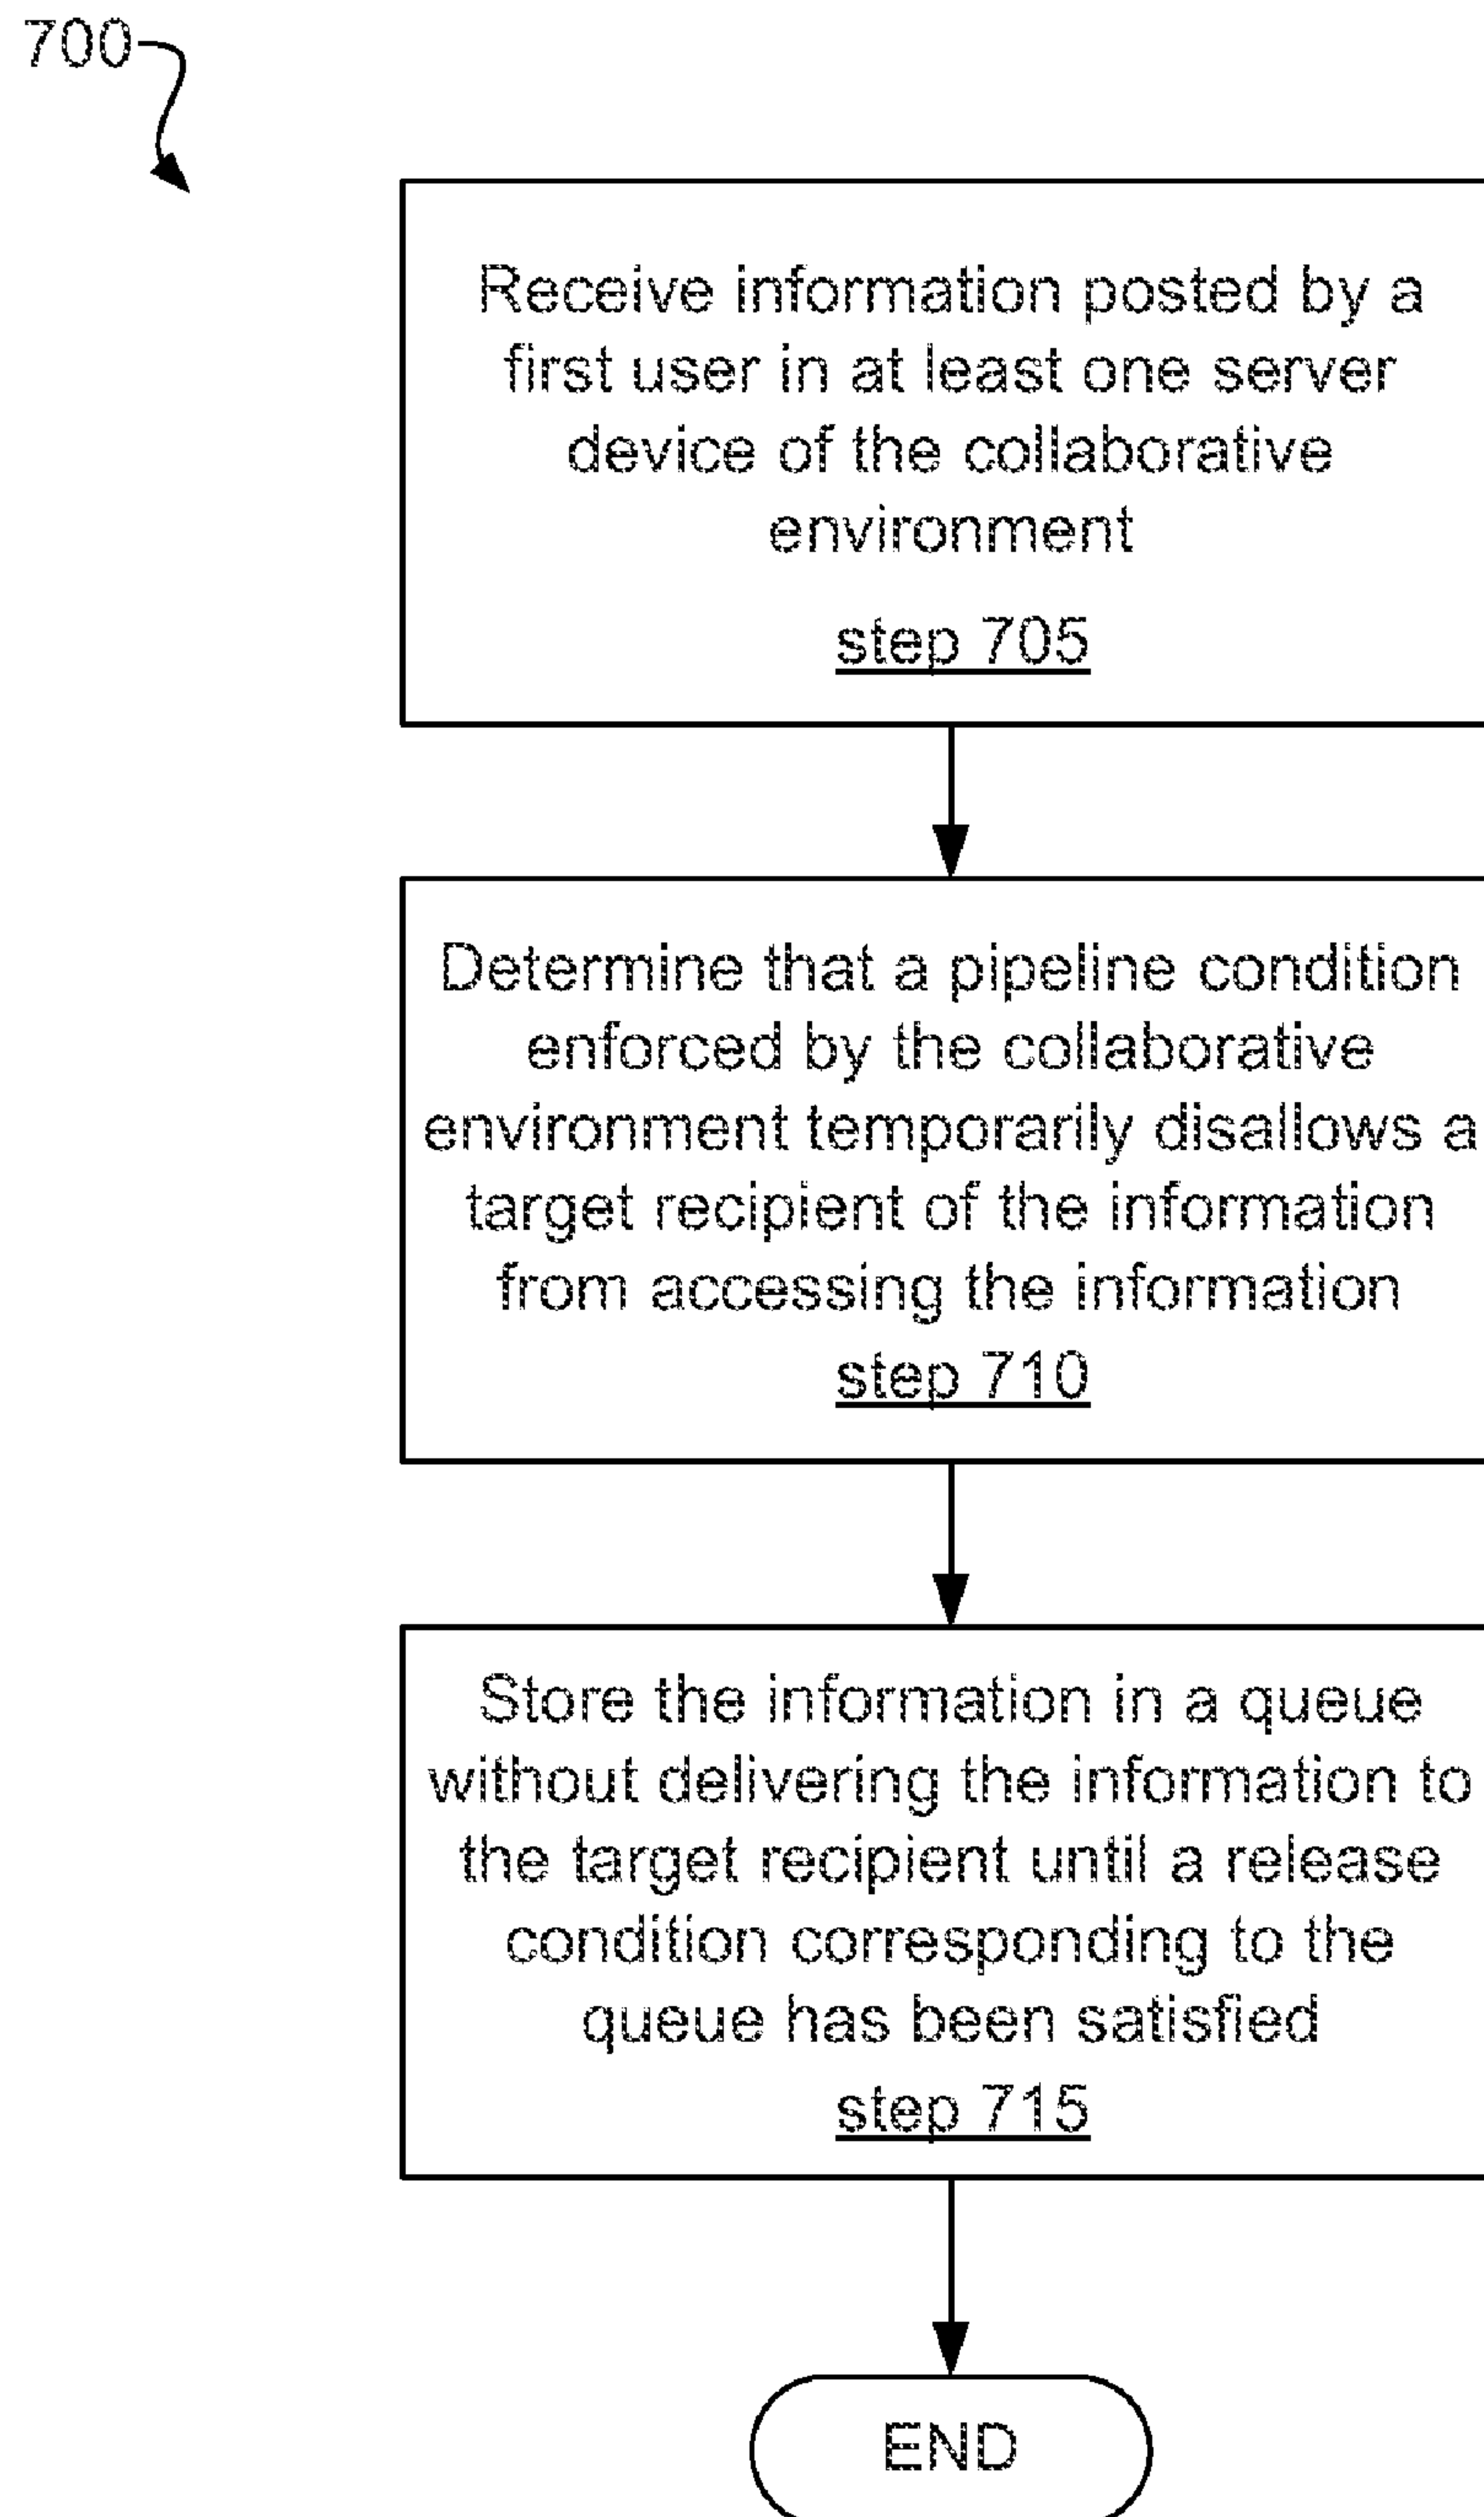 700
Receive information posted by a
first user in at least one server
device of the collaborative
environment
step 705
Determine that a pipeline condition
enforced by the collaborative
environment temporarily disallows a
target recipient of the information
from accessing the information
step 710
Store the information in a queue
without delivering the information to
the target recipient until a release
condition corresponding to the
queue has been satisfied
step 715
END